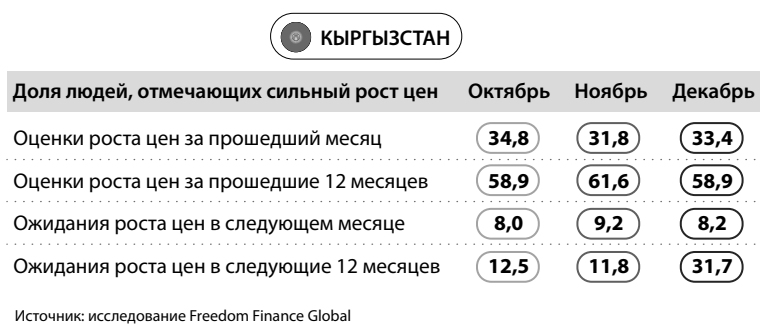 КЫРГЫЗСТАН
Доля людей, отмечающих сильный рост цен Октябрь Ноябрь Декабрь
Оценки роста цен за прошедший месяц 34,8 31,8 33,4
Оценки роста цен за прошедшие 12 месяцев 58,9 61,6 58,9
Ожидания роста цен в следующем месяце 8,0 9,2 8,2
Ожидания роста цен в следующие 12 месяцев 12,5 11,8 31,7
Источник: исследование Freedom Finance Global